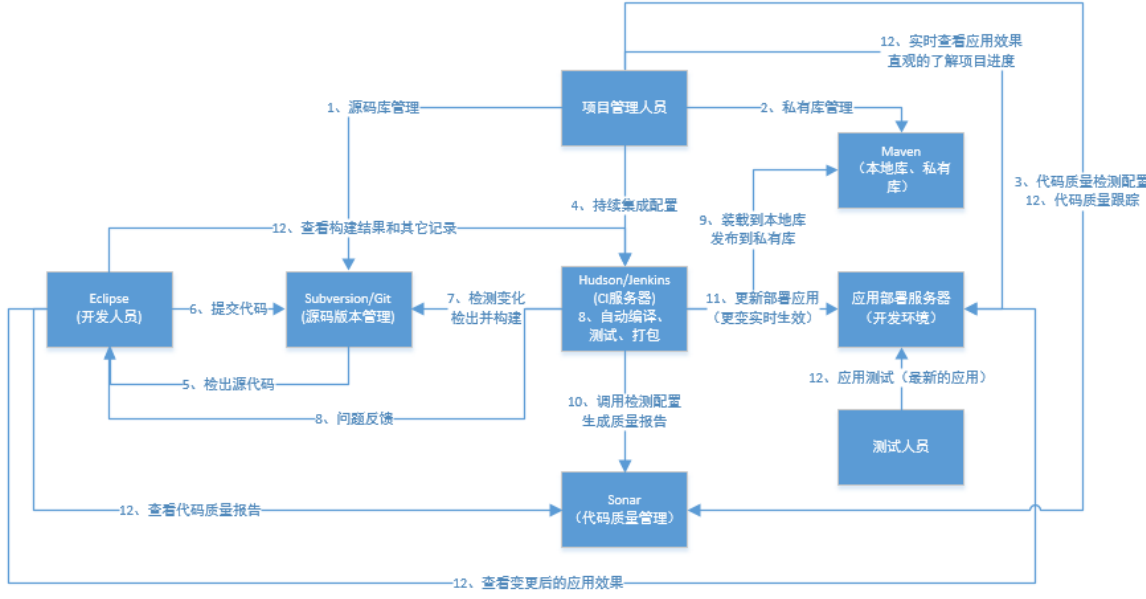 12、实时查看应用效果
直观的了解项目进度
1、源码库管理
项目管理人员
2、私有库管理
Maven
（本地库、私有
库）
3、代码质量检测配置
12、代码质量跟踪
4、持续集成配置
9、装载到本地库
发布到私有库
12、查看构建结果和其它记录
Eclipse
(开发人员)
6、提交代码
Subversion/Git
(源码版本管理)
7、检测变化
检出并构建
Hudson/Jenkins
(CI服务器)
8、自动编译、
测试、打包
11、更新部署应用
（更变实时生效）
应用部署服务器
（开发环境）
5、检出源代码
12、应用测试（最新的应用）
8、问题反馈
10、调用检测配置
生成质量报告
测试人员
12、查看代码质量报告
Sonar
（代码质量管理）
12、查看变更后的应用效果